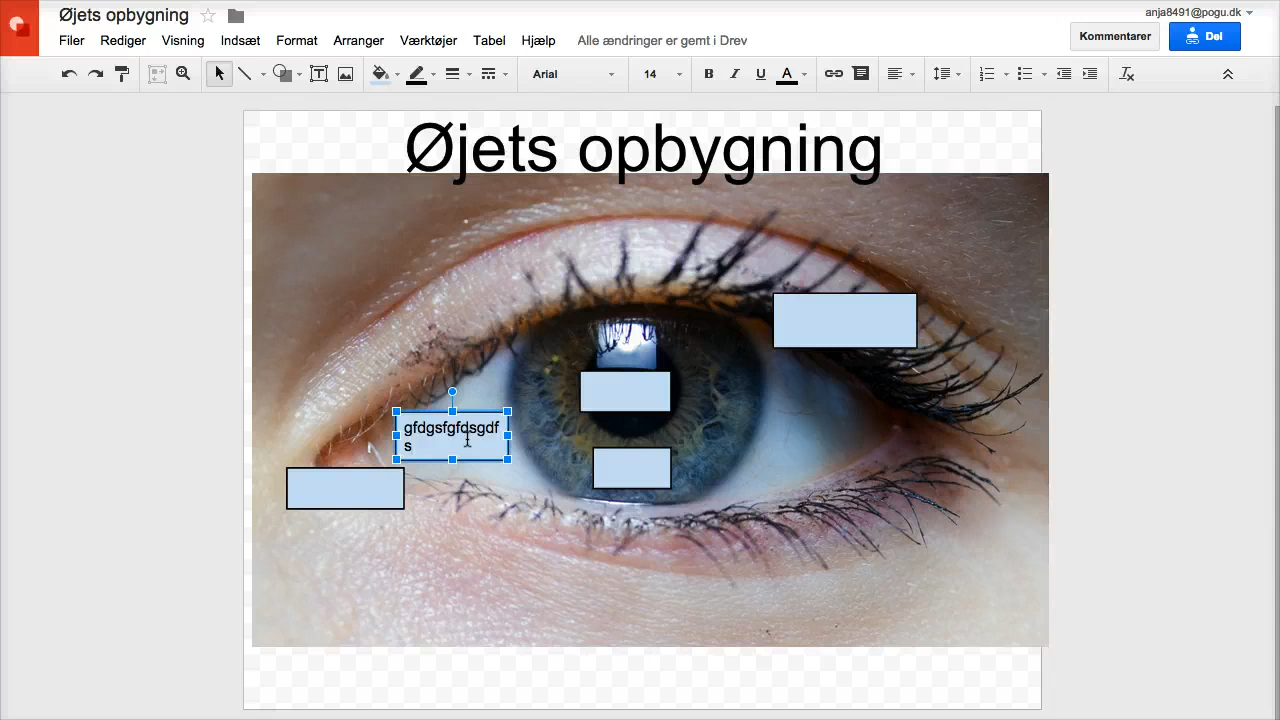 Øjets opbygning
anja8491@pogu.dk
Filer Rediger Visning Indsæt Format Arranger Værktøjer Tabel Hjælp Alle ændringer er gemt i Drev
Kommentarer Del
Arial 14 B I U A
Øjets opbygning
gfdgsfgfdsgdf
s